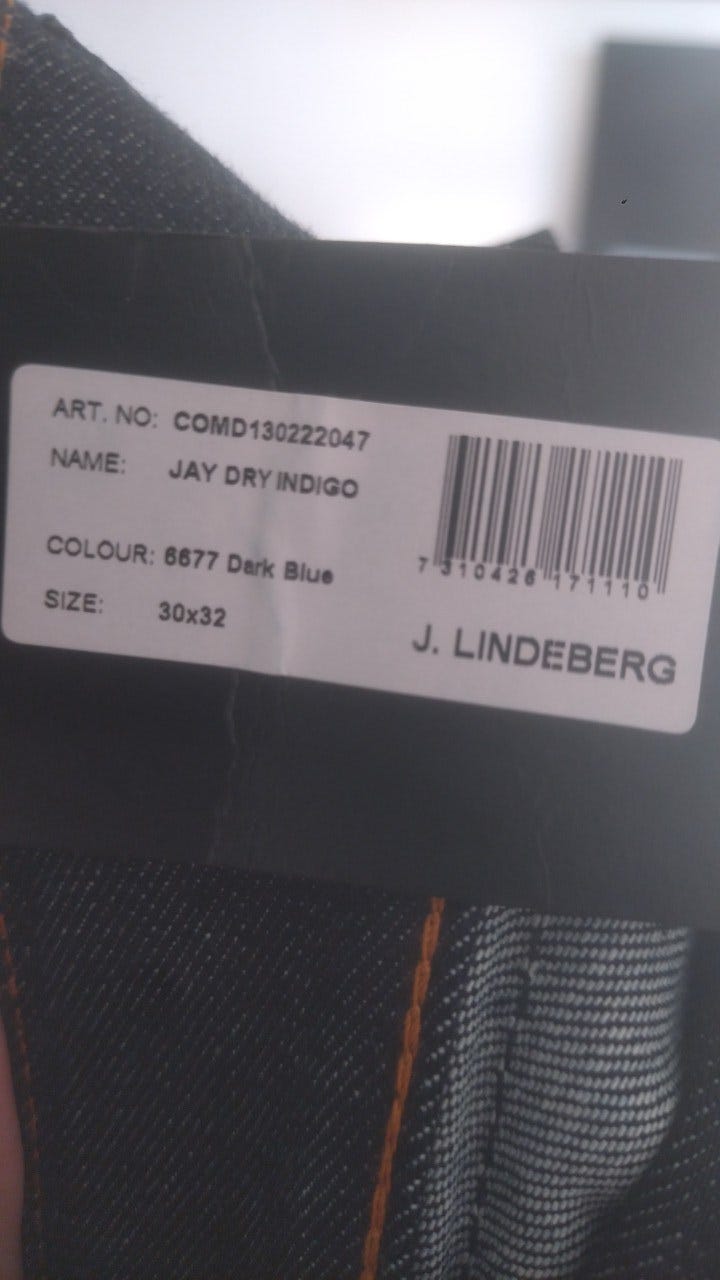 ART. NO: COMD130222047
NAME: JAY DRY INDIGO
COLOUR: 6677 Dark Blue
SIZE: 30x32
7 310426 171110
J. LINDEBERG